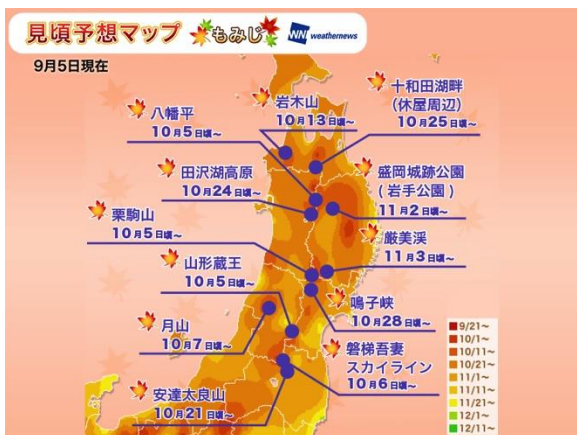 見頃予想マップ もみじ WN weathernews
9月5日現在
岩木山
10月13日頃~
十和田湖畔
(休屋周辺)
10月25日頃~
八幡平
10月5日頃~
田沢湖高原
10月24日頃~
盛岡城跡公園
(岩手公園)
11月2日頃~
栗駒山
10月5日頃~
厳美渓
11月3日頃~
山形蔵王
10月5日頃~
鳴子峡
10月28日頃~
月山
10月7日頃~
磐梯吾妻
スカイライン
10月6日頃~
安達太良山
10月21日頃~
9/21~
10/1~
10/11~
10/21~
11/1~
11/11~
11/21~
12/1~
12/11~